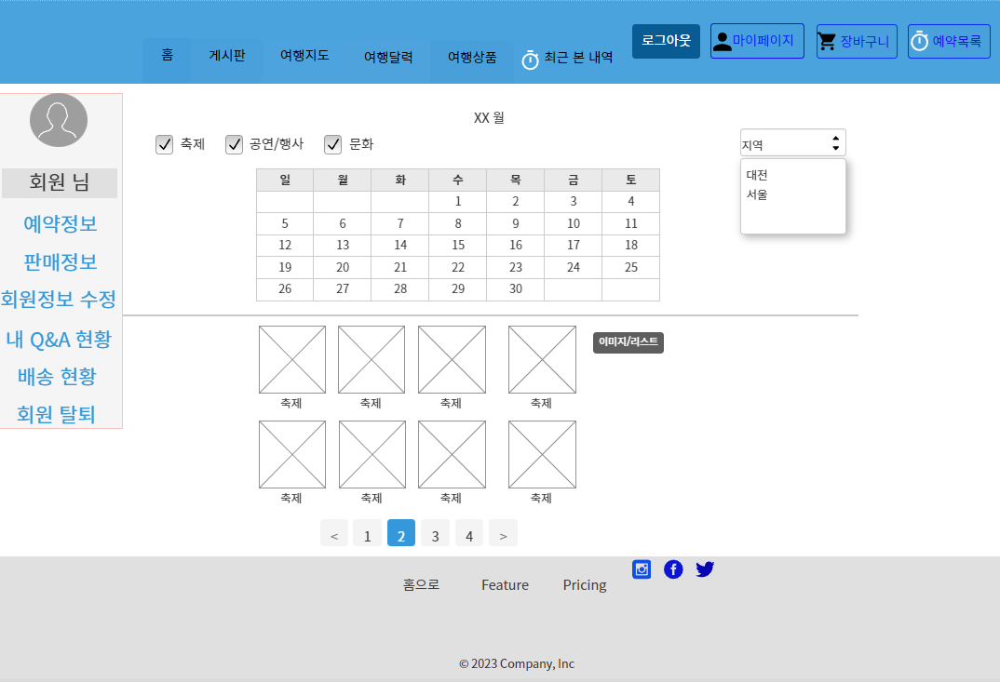 홈 게시판 여행지도 여행달력 여행상품 최근 본 내역 로그아웃 마이페이지 장바구니 예약목록
회원 님
예약정보
판매정보
회원정보 수정
내 Q&A 현황
배송 현황
회원 탈퇴
XX 월
축제 공연/행사 문화
지역
대전
서울
일 월 화 수 목 금 토
1 2 3 4
5 6 7 8 9 10 11
12 13 14 15 16 17 18
19 20 21 22 23 24 25
26 27 28 29 30
이미지/리스트
축제 축제 축제 축제
축제 축제 축제 축제
< 1 2 3 4 >
홈으로 Feature Pricing
© 2023 Company, Inc